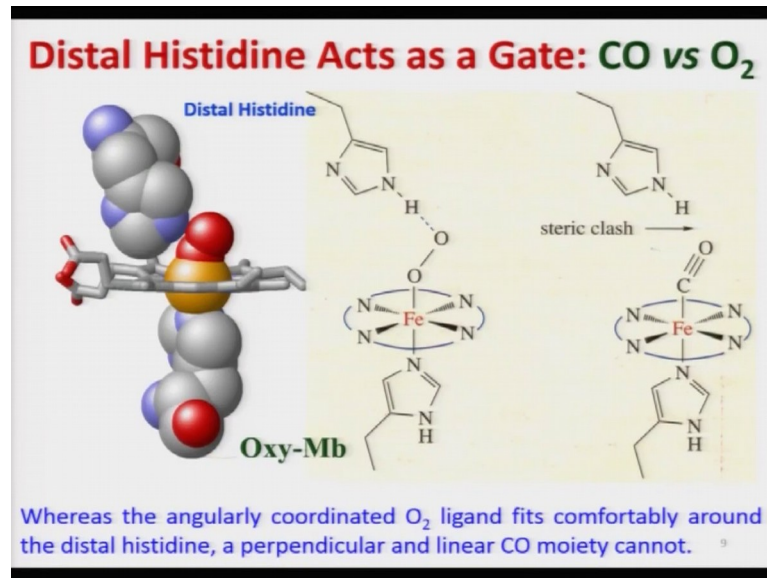 Distal Histidine Acts as a Gate: CO vs O₂
Distal Histidine
N
N
H
O
O
N
N
Fe
N
N
N
N
H
Oxy-Mb
N
N
H
steric clash
O
C
N
N
Fe
N
N
N
N
H
Whereas the angularly coordinated O₂ ligand fits comfortably around
the distal histidine, a perpendicular and linear CO moiety cannot.
9